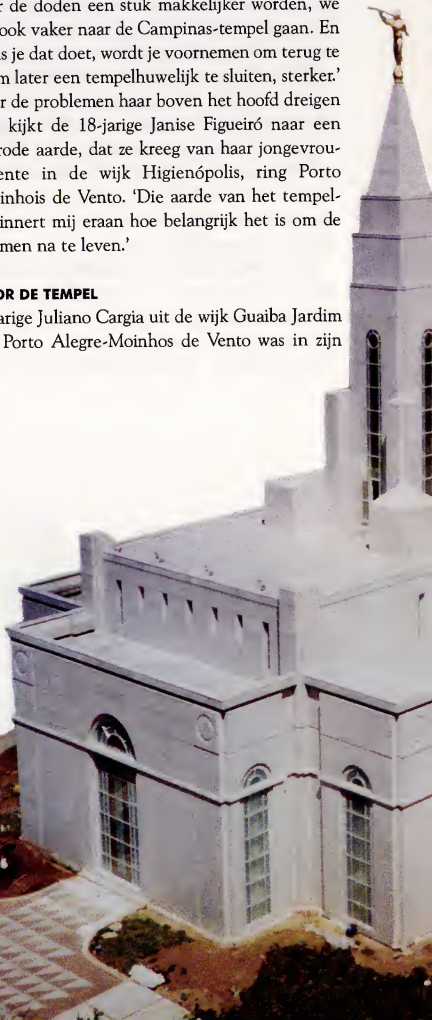 r de doden een stuk makkelijker worden, we
ook vaker naar de Campinas-tempel gaan. En
s je dat doet, wordt je voornemen om terug te
m later een tempelhuwelijk te sluiten, sterker.'
r de problemen haar boven het hoofd dreigen
kijkt de 18-jarige Janise Figueiró naar een
rode aarde, dat ze kreeg van haar jongevrou-
ente in de wijk Higienópolis, ring Porto
inhois de Vento. 'Die aarde van het tempel-
innert mij eraan hoe belangrijk het is om de
men na te leven.'
OR DE TEMPEL
arige Juliano Cargia uit de wijk Guaiba Jardim
Porto Alegre-Moinhos de Vento was in zijn